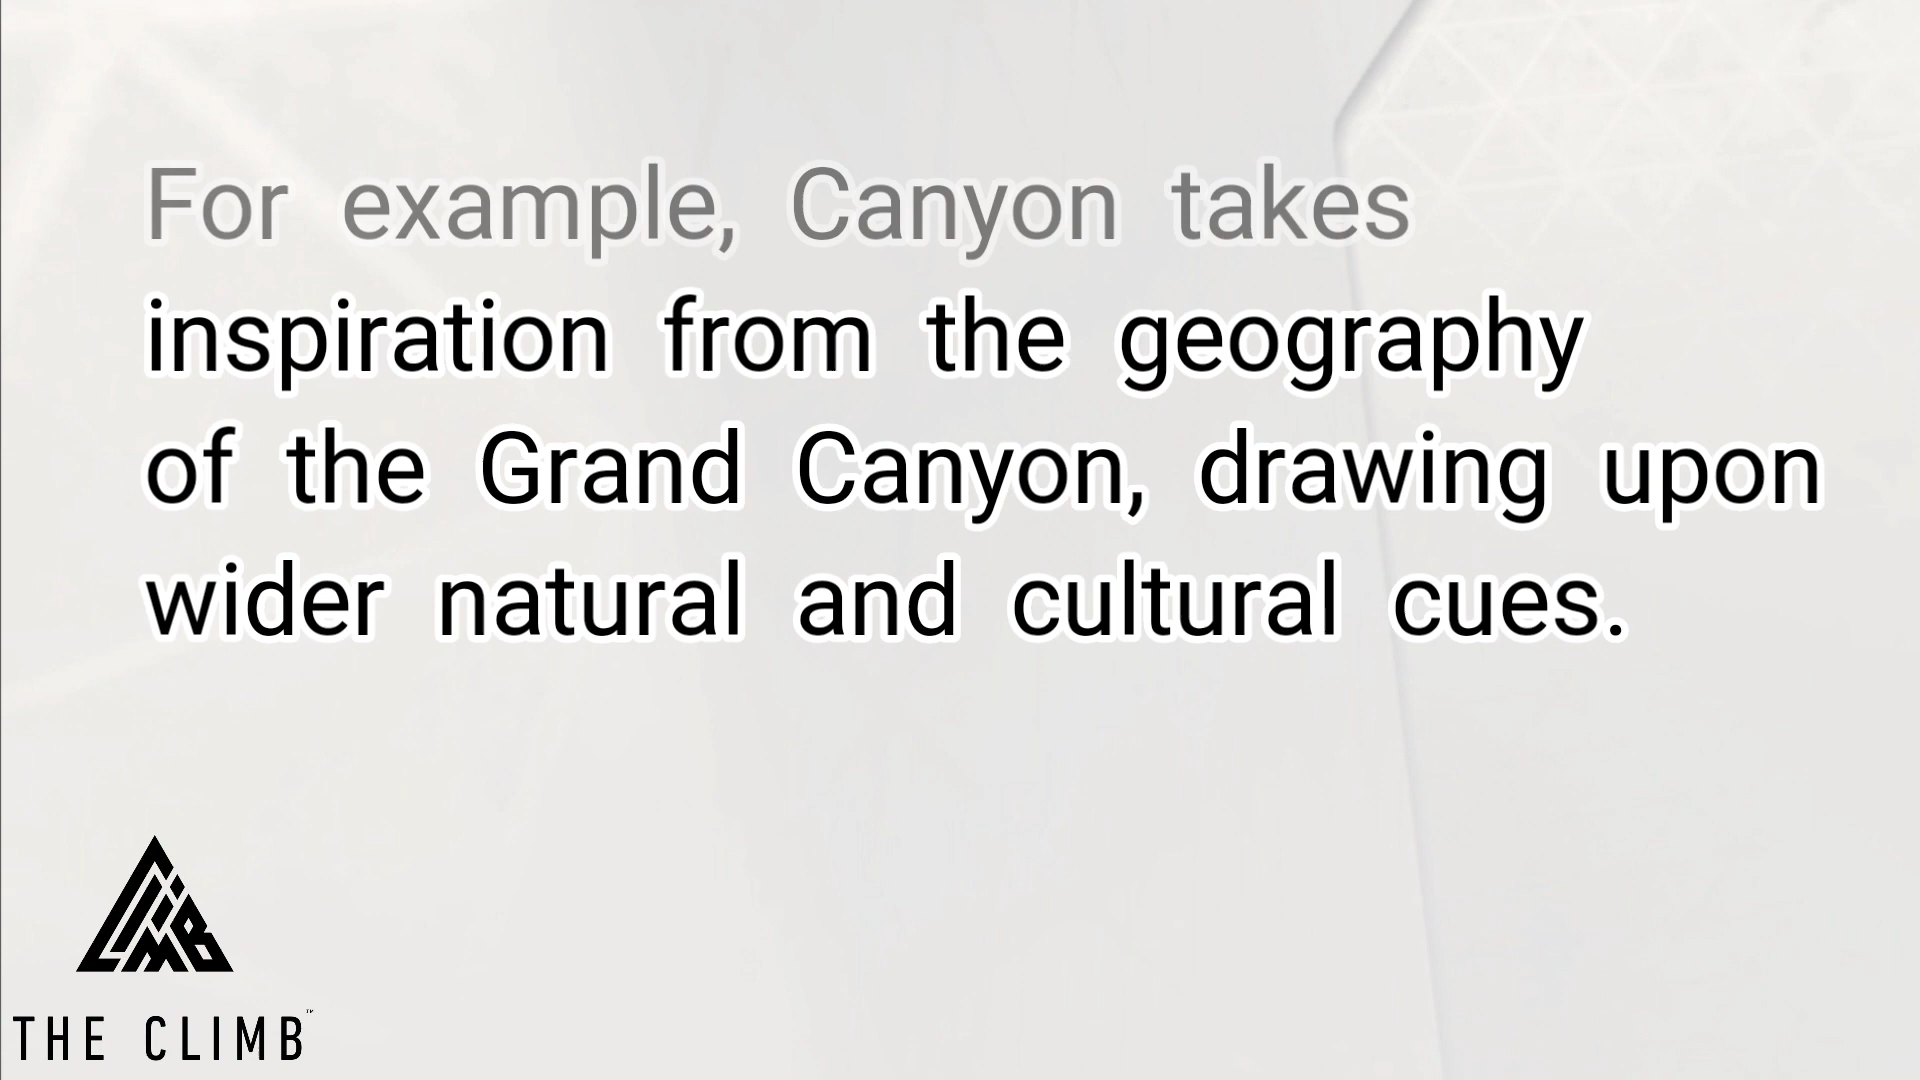 For example, Canyon takes
inspiration from the geography
of the Grand Canyon, drawing upon
wider natural and cultural cues.
CLIMB
THE CLIMB™